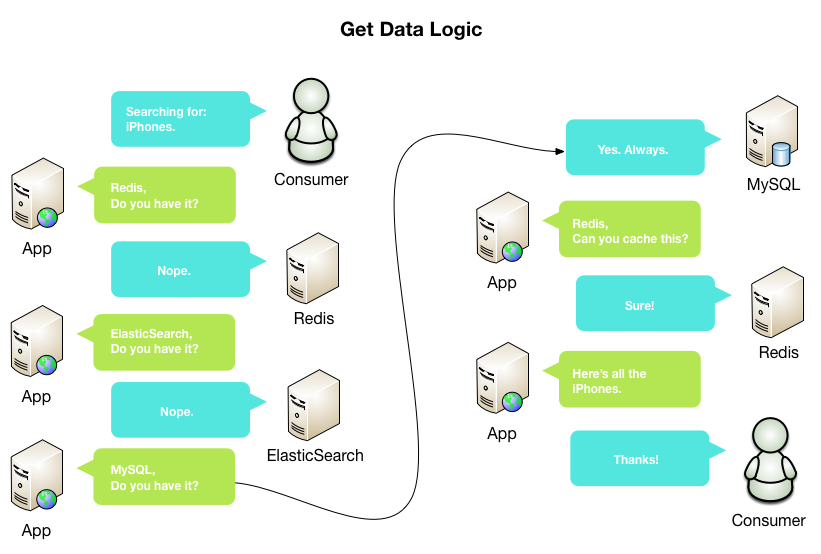 Get Data Logic
Searching for:
iPhones.
Consumer
Redis,
Do you have it?
App
Nope.
Redis
ElasticSearch,
Do you have it?
App
Nope.
ElasticSearch
MySQL,
Do you have it?
App
Yes. Always.
MySQL
Redis,
Can you cache this?
App
Sure!
Redis
Here's all the
iPhones.
App
Thanks!
Consumer